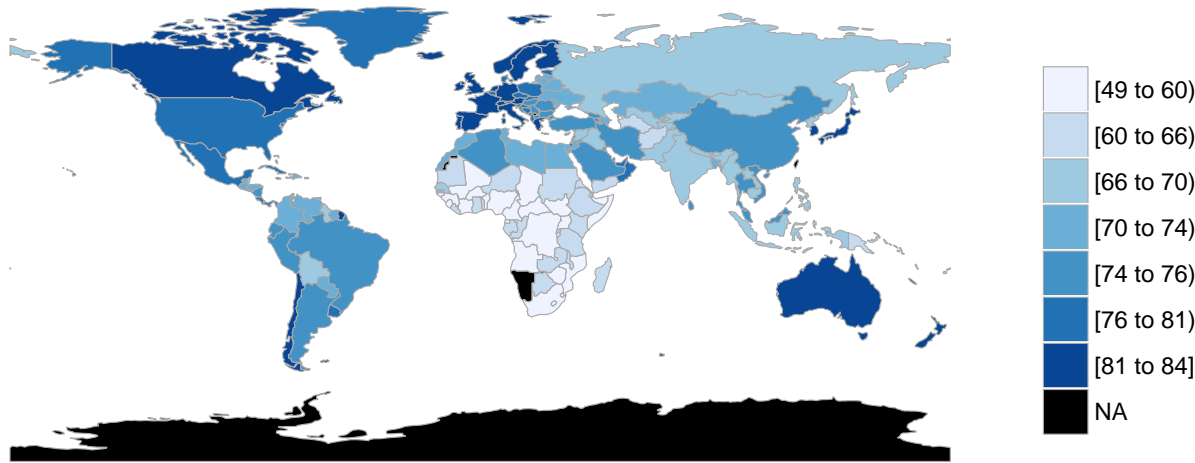 [49 to 60)
[60 to 66)
[66 to 70)
[70 to 74)
[74 to 76)
[76 to 81)
[81 to 84]
NA